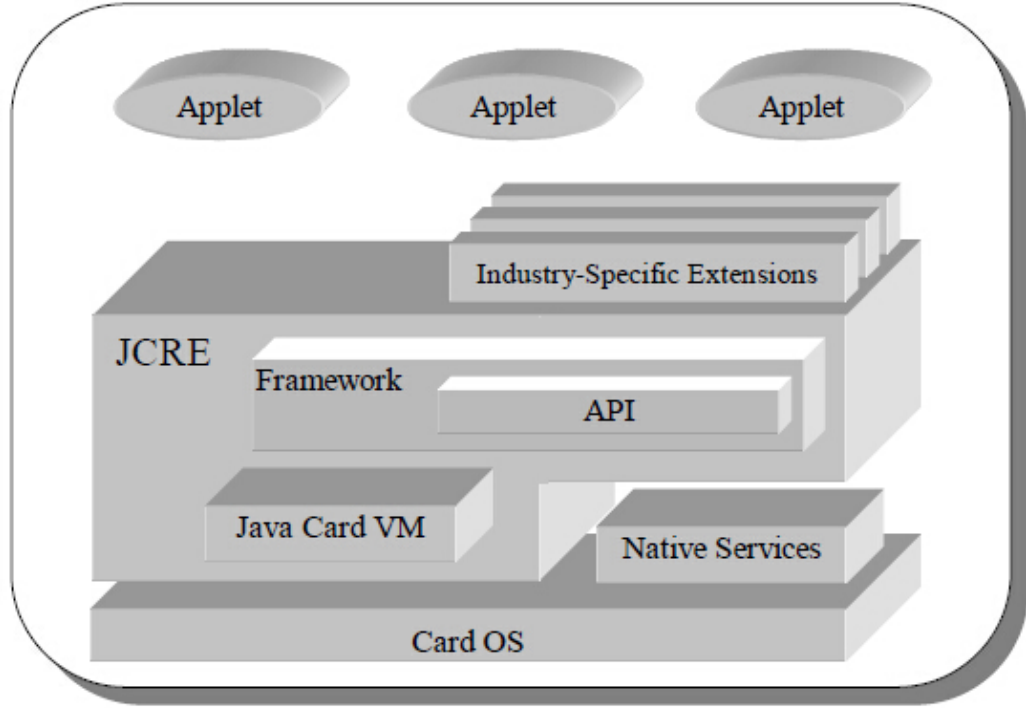 Applet
Applet
Applet
Industry-Specific Extensions
JCRE
Framework
API
Java Card VM
Native Services
Card OS